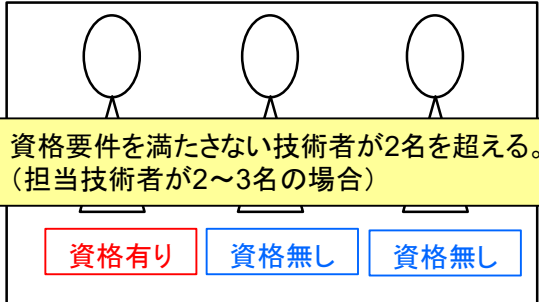 資格要件を満たさない技術者が2名を超える。
（担当技術者が2～3名の場合）
資格有り
資格無し
資格無し